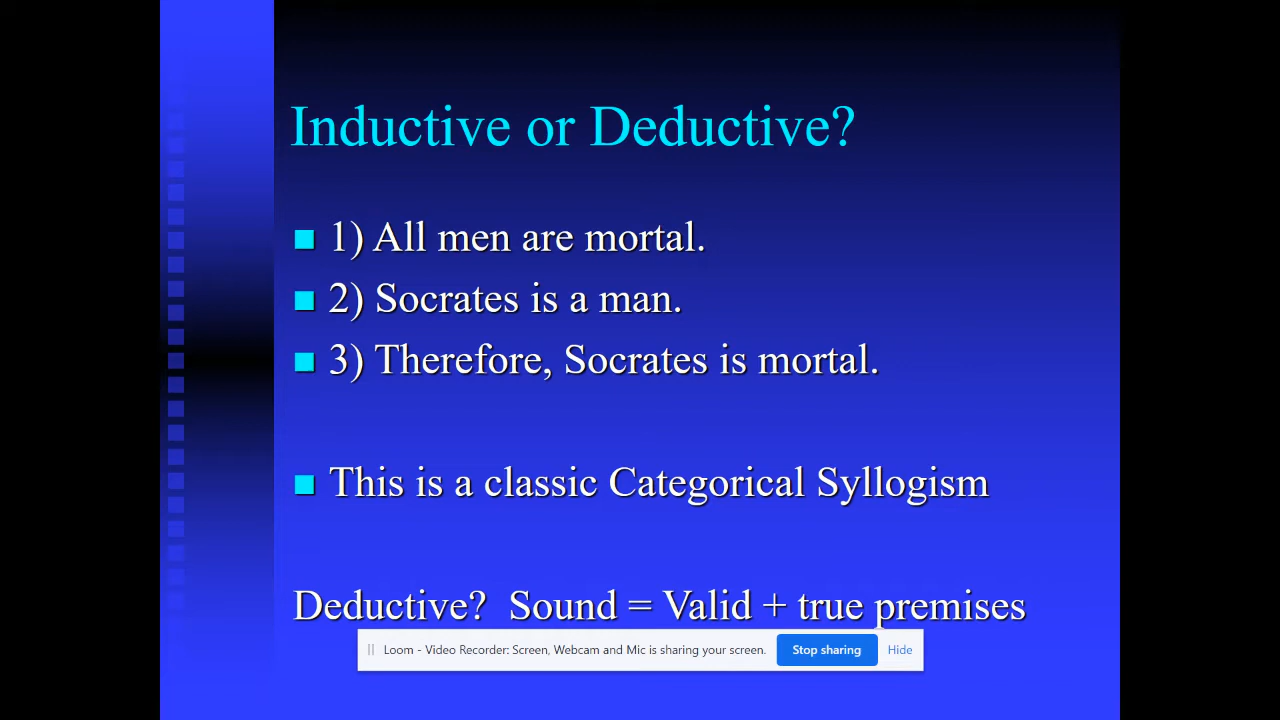 Inductive or Deductive?
1) All men are mortal.
2) Socrates is a man.
3) Therefore, Socrates is mortal.
This is a classic Categorical Syllogism
Deductive? Sound = Valid + true premises
Loom - Video Recorder: Screen, Webcam and Mic is sharing your screen. Stop sharing Hide